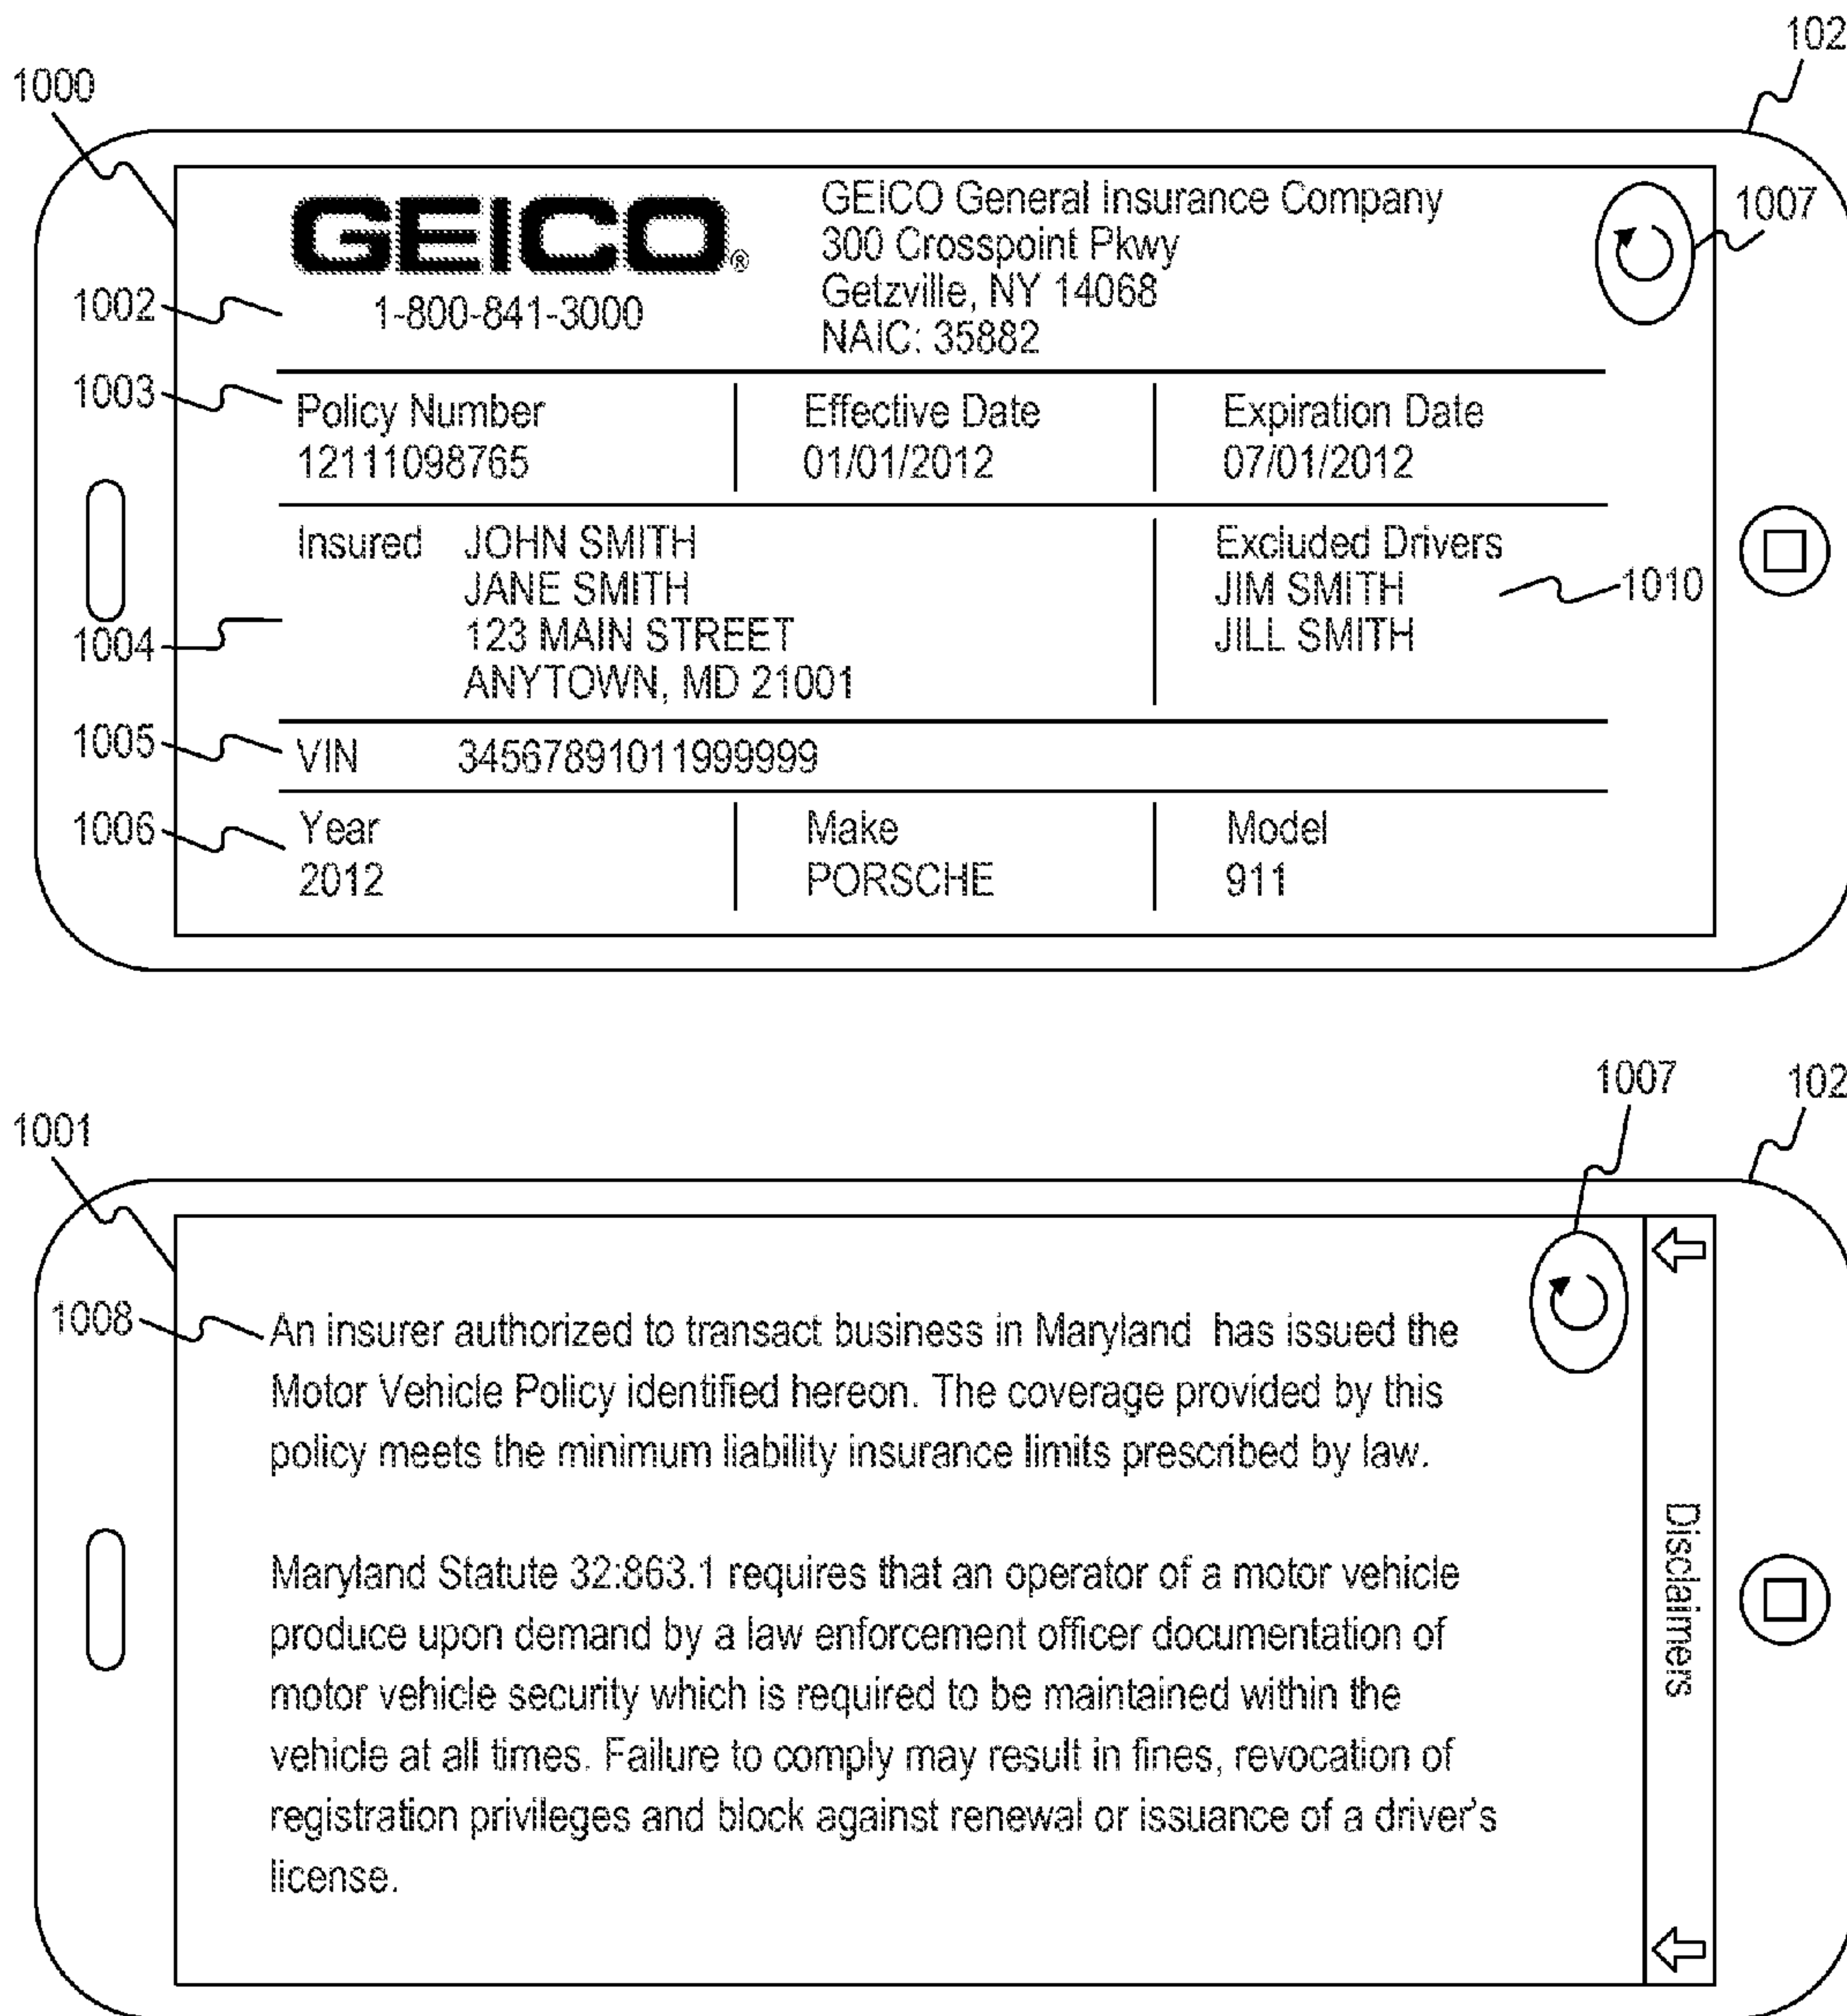 102
1000
GEICO®
GEICO General Insurance Company
1007
300 Crosspoint Pkwy
Getzville, NY 14068
1002
1-800-841-3000
NAIC: 35882
1003
Policy Number
Effective Date
Expiration Date
12111098765
01/01/2012
07/01/2012
Insured JOHN SMITH
JANE SMITH
123 MAIN STREET
ANYTOWN, MD 21001
Excluded Drivers
JIM SMITH
JILL SMITH
1010
1004
1005
VIN 34567891011999999
1006
Year
Make
Model
2012
PORSCHE
911
1007
102
1001
1008
An insurer authorized to transact business in Maryland has issued the
Motor Vehicle Policy identified hereon. The coverage provided by this
policy meets the minimum liability insurance limits prescribed by law.
Maryland Statute 32:863.1 requires that an operator of a motor vehicle
produce upon demand by a law enforcement officer documentation of
motor vehicle security which is required to be maintained within the
vehicle at all times. Failure to comply may result in fines, revocation of
registration privileges and block against renewal or issuance of a driver's
license.
Disclaimers